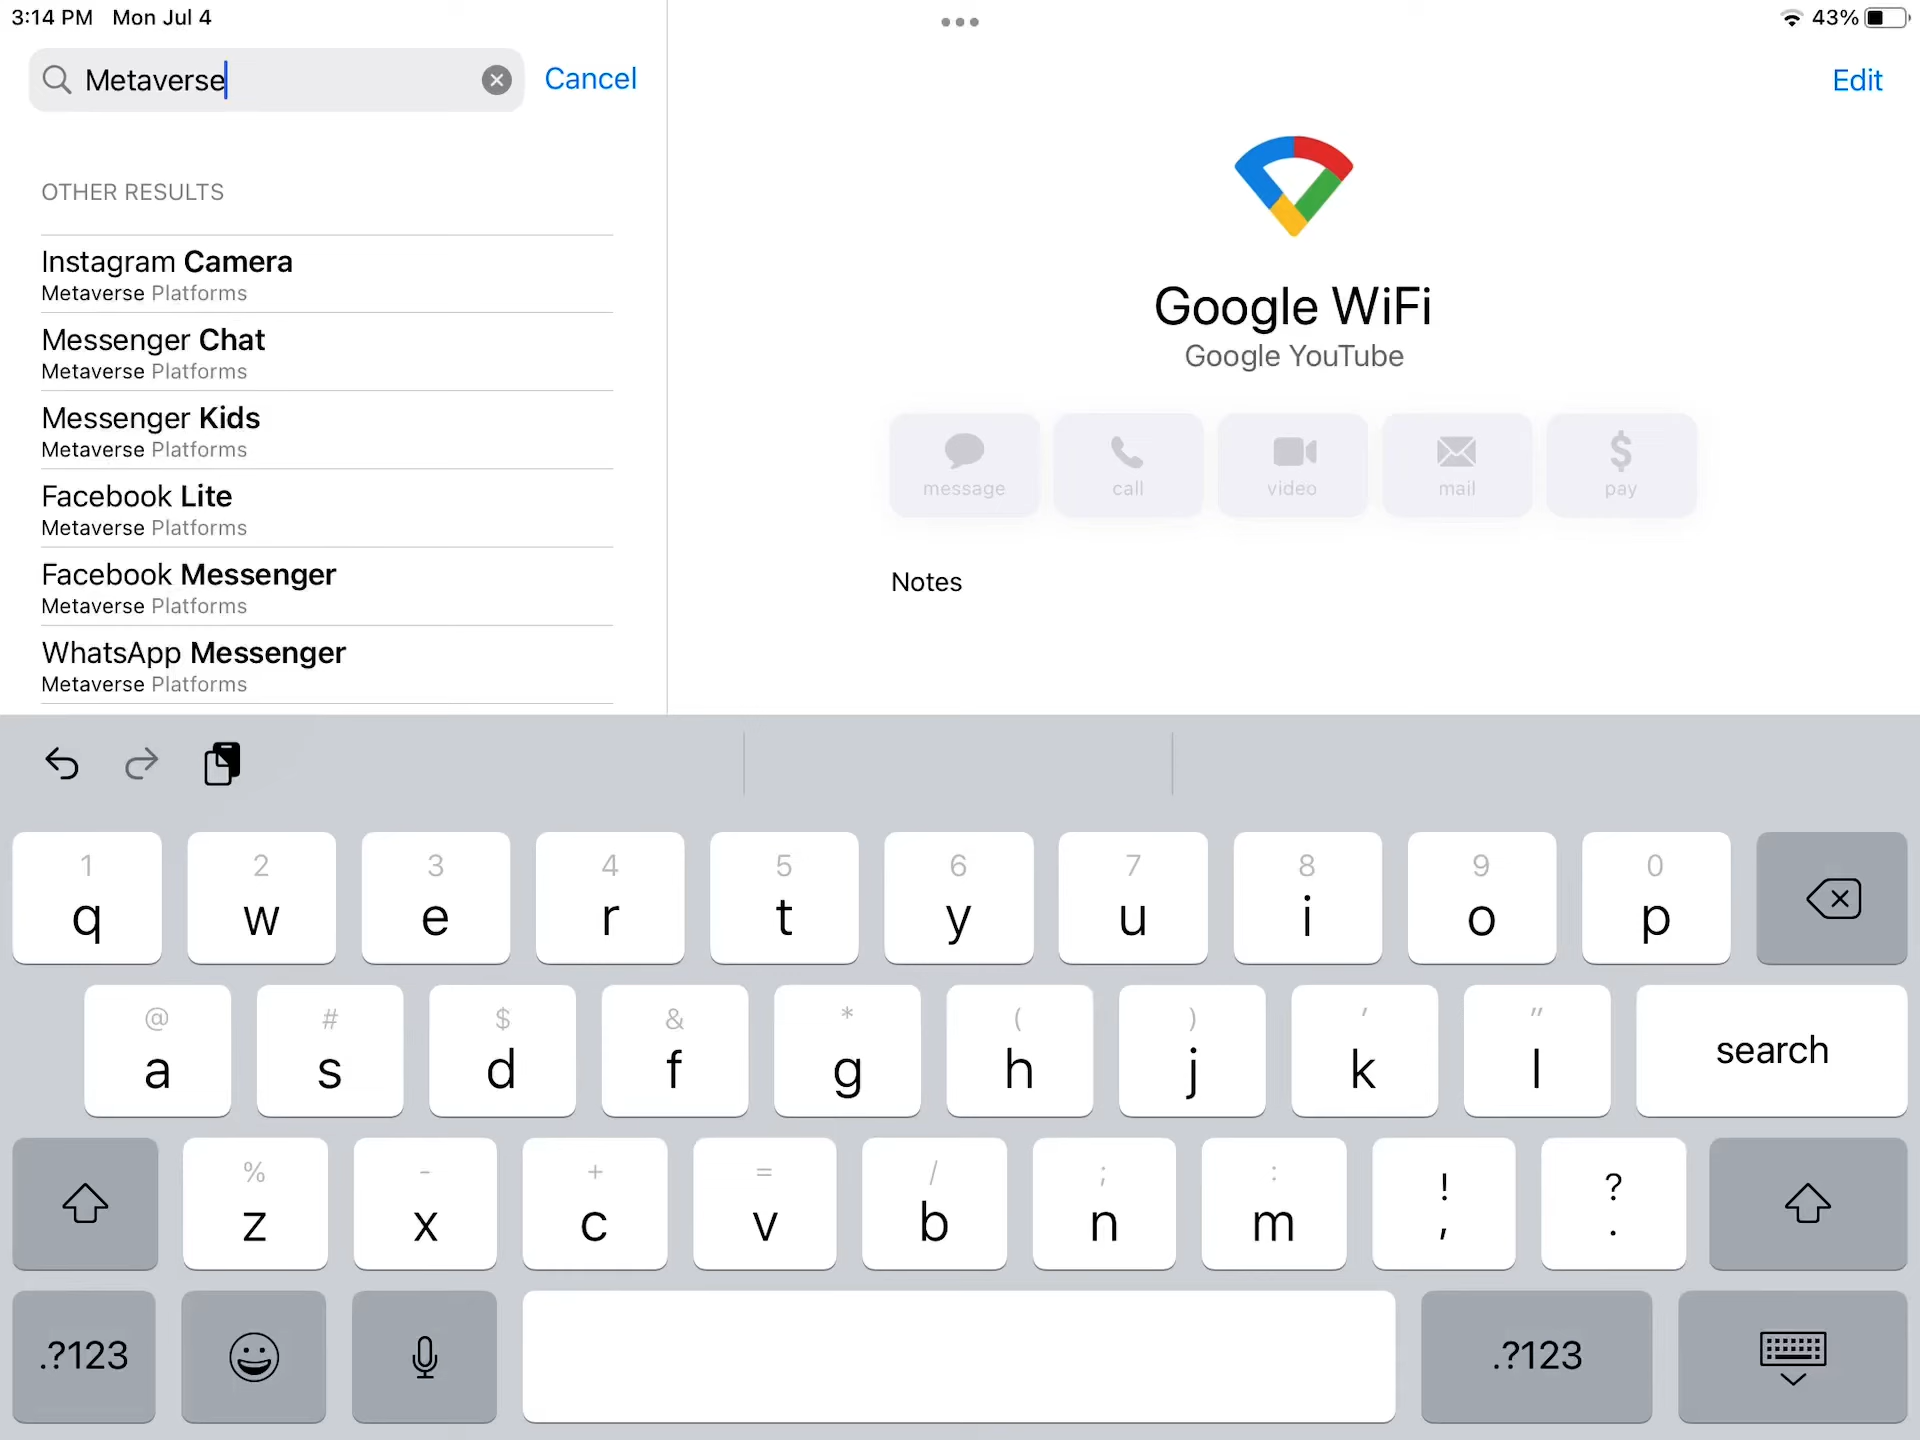 3:14 PM Mon Jul 4
43%
Metaverse
Cancel
Edit
OTHER RESULTS
Instagram Camera
Metaverse Platforms
Messenger Chat
Metaverse Platforms
Messenger Kids
Metaverse Platforms
Facebook Lite
Metaverse Platforms
Facebook Messenger
Metaverse Platforms
WhatsApp Messenger
Metaverse Platforms
Google WiFi
Google YouTube
message call video mail pay
Notes
1 2 3 4 5 6 7 8 9 0
q w e r t y u i o p
@ # $ & * ( ) ' "
a s d f g h j k l search
% - + = / ; : ! ?
z x c v b n m , .
.?123 .?123